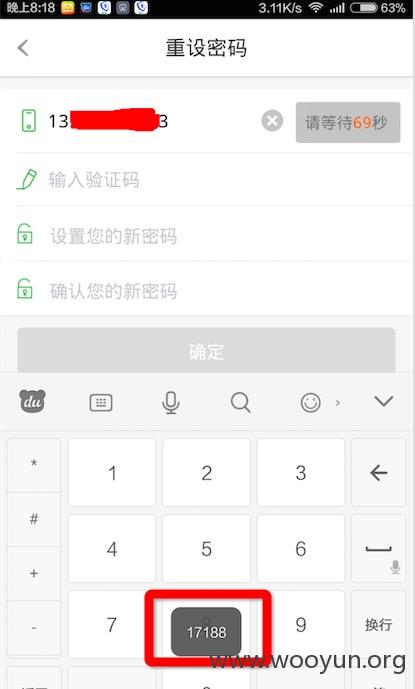 晚上8:18 3.11K/s 4G 63%
重设密码
13 3 请等待69秒
输入验证码
设置您的新密码
确认您的新密码
确定
du
* 1 2 3
# 4 5 6
+
- 7 8 9 换行
17188
www.wooyun.org